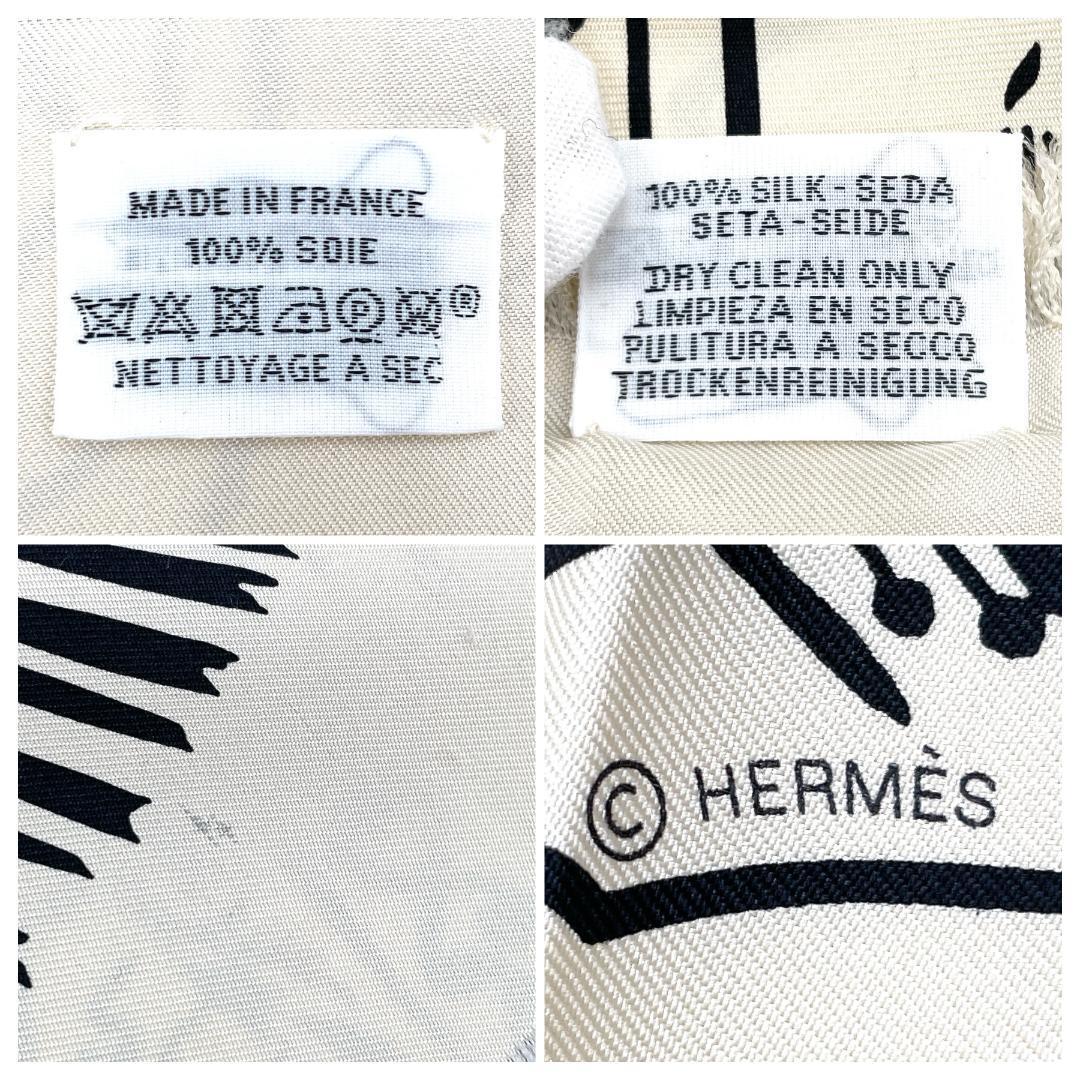 MADE IN FRANCE
100% SOIE
P ®
NETTOYAGE A SEC
100% SILK - SEDA
SETA - SEIDE
DRY CLEAN ONLY
LIMPIEZA EN SECO
PULITURA A SECCO
TROCKENREINIGUNG
© HERMÈS